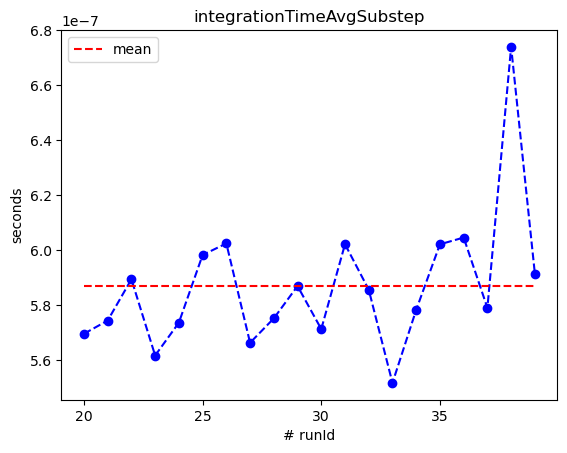 integrationTimeAvgSubstep
1e−7
mean
6.8
6.6
6.4
6.2
6.0
5.8
5.6
seconds
20
25
30
35
# runId